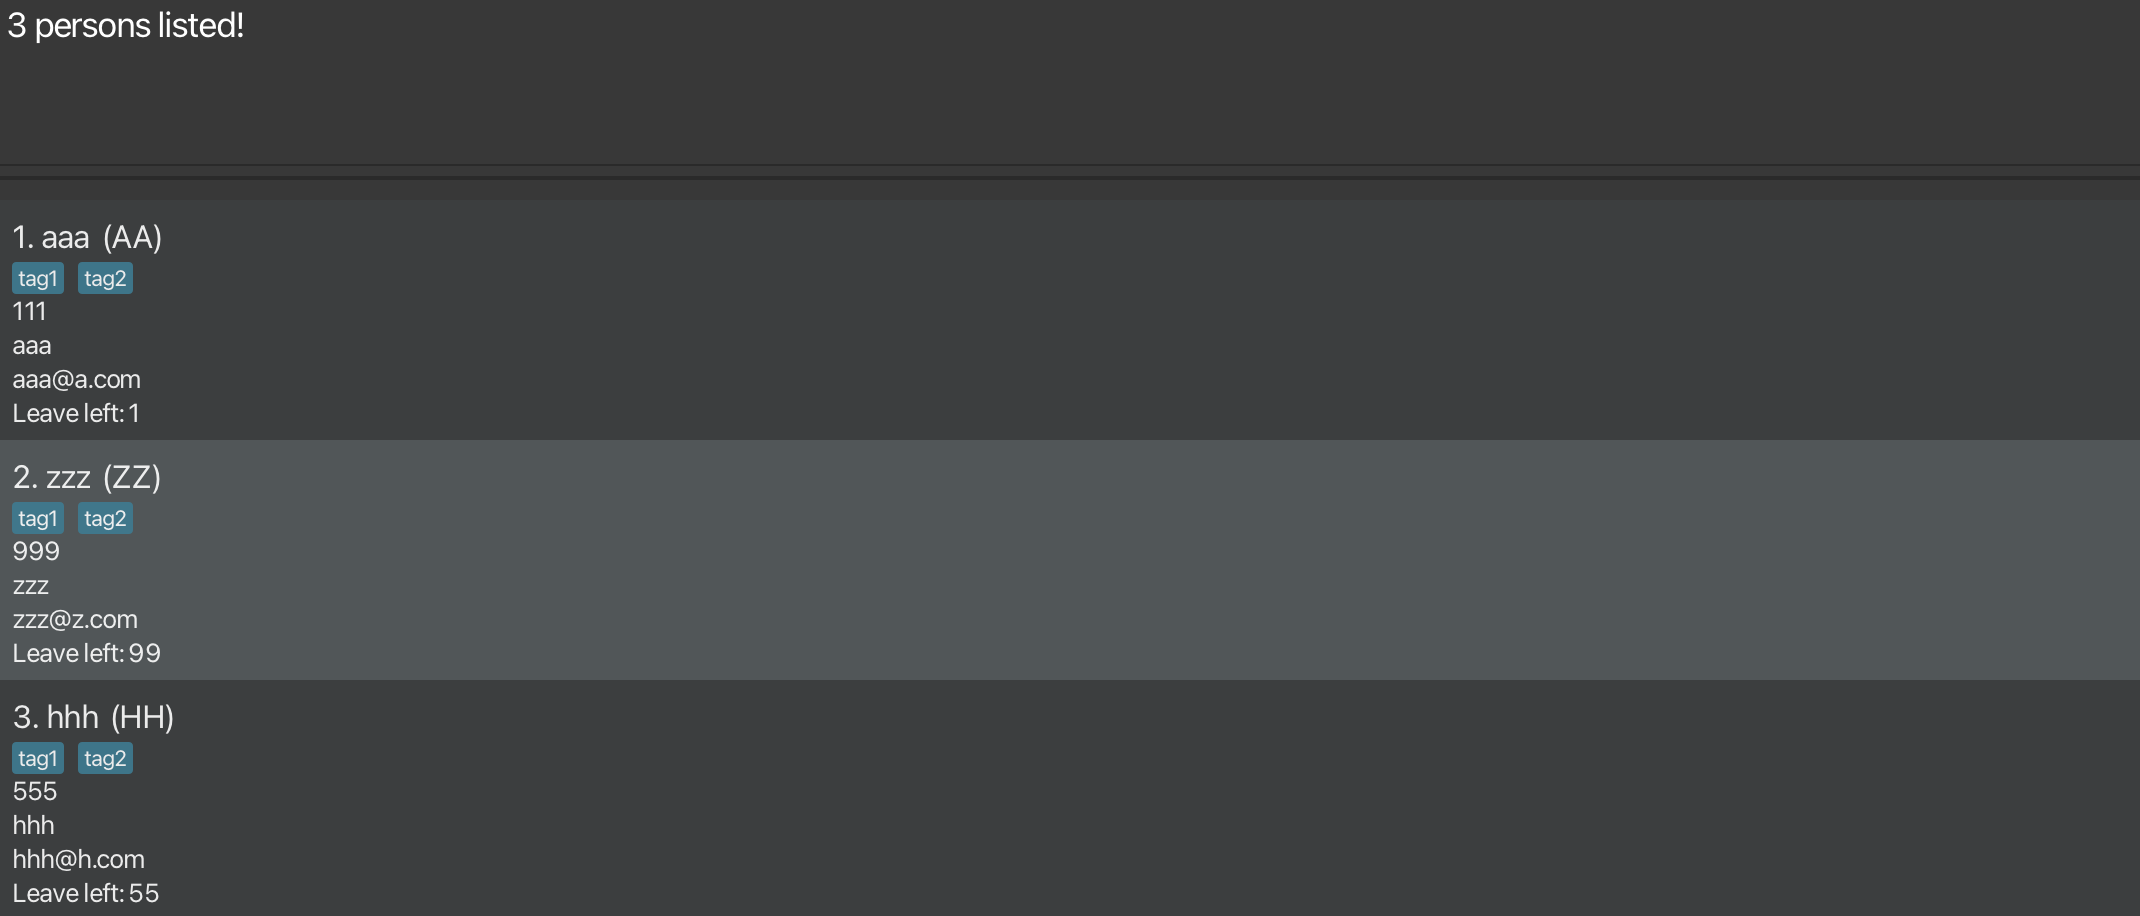 3 persons listed!
1. aaa (AA)
tag1 tag2
111
aaa
aaa@a.com
Leave left: 1
2. zzz (ZZ)
tag1 tag2
999
zzz
zzz@z.com
Leave left: 99
3. hhh (HH)
tag1 tag2
555
hhh
hhh@h.com
Leave left: 55